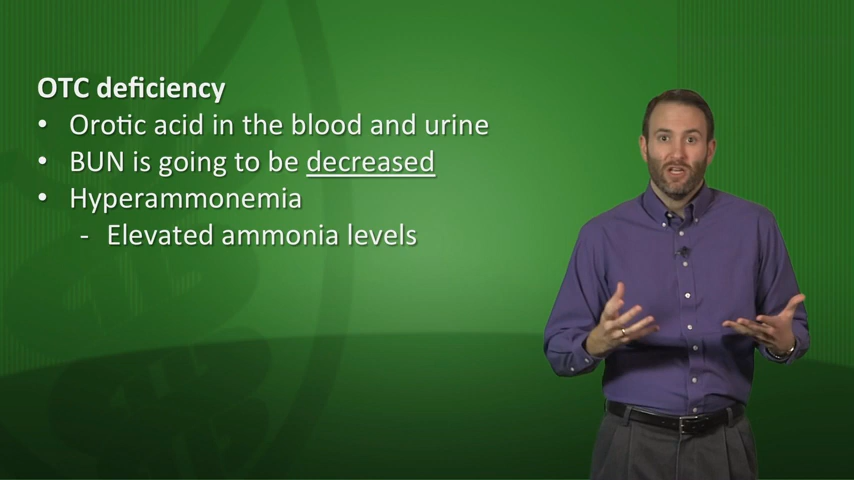 OTC deficiency
• Orotic acid in the blood and urine
• BUN is going to be decreased
• Hyperammonemia
- Elevated ammonia levels